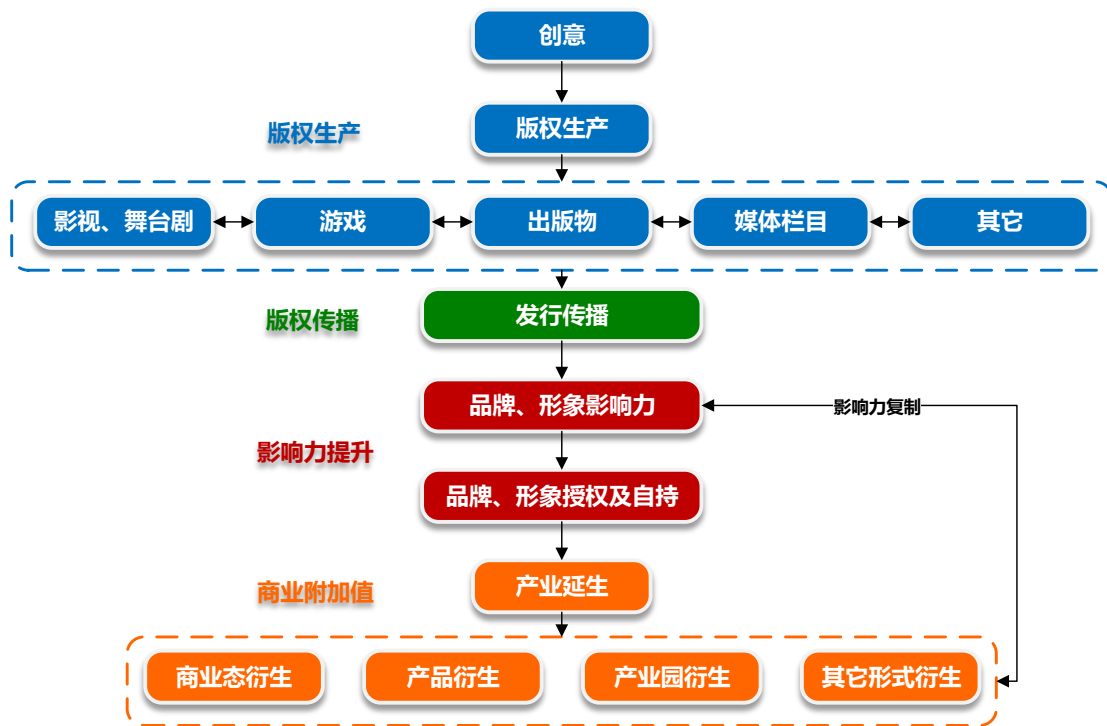 创意
版权生产
版权生产
影视、舞台剧
游戏
出版物
媒体栏目
其它
版权传播
发行传播
品牌、形象影响力
影响力复制
影响力提升
品牌、形象授权及自持
产业延生
商业附加值
商业态衍生
产品衍生
产业园衍生
其它形式衍生